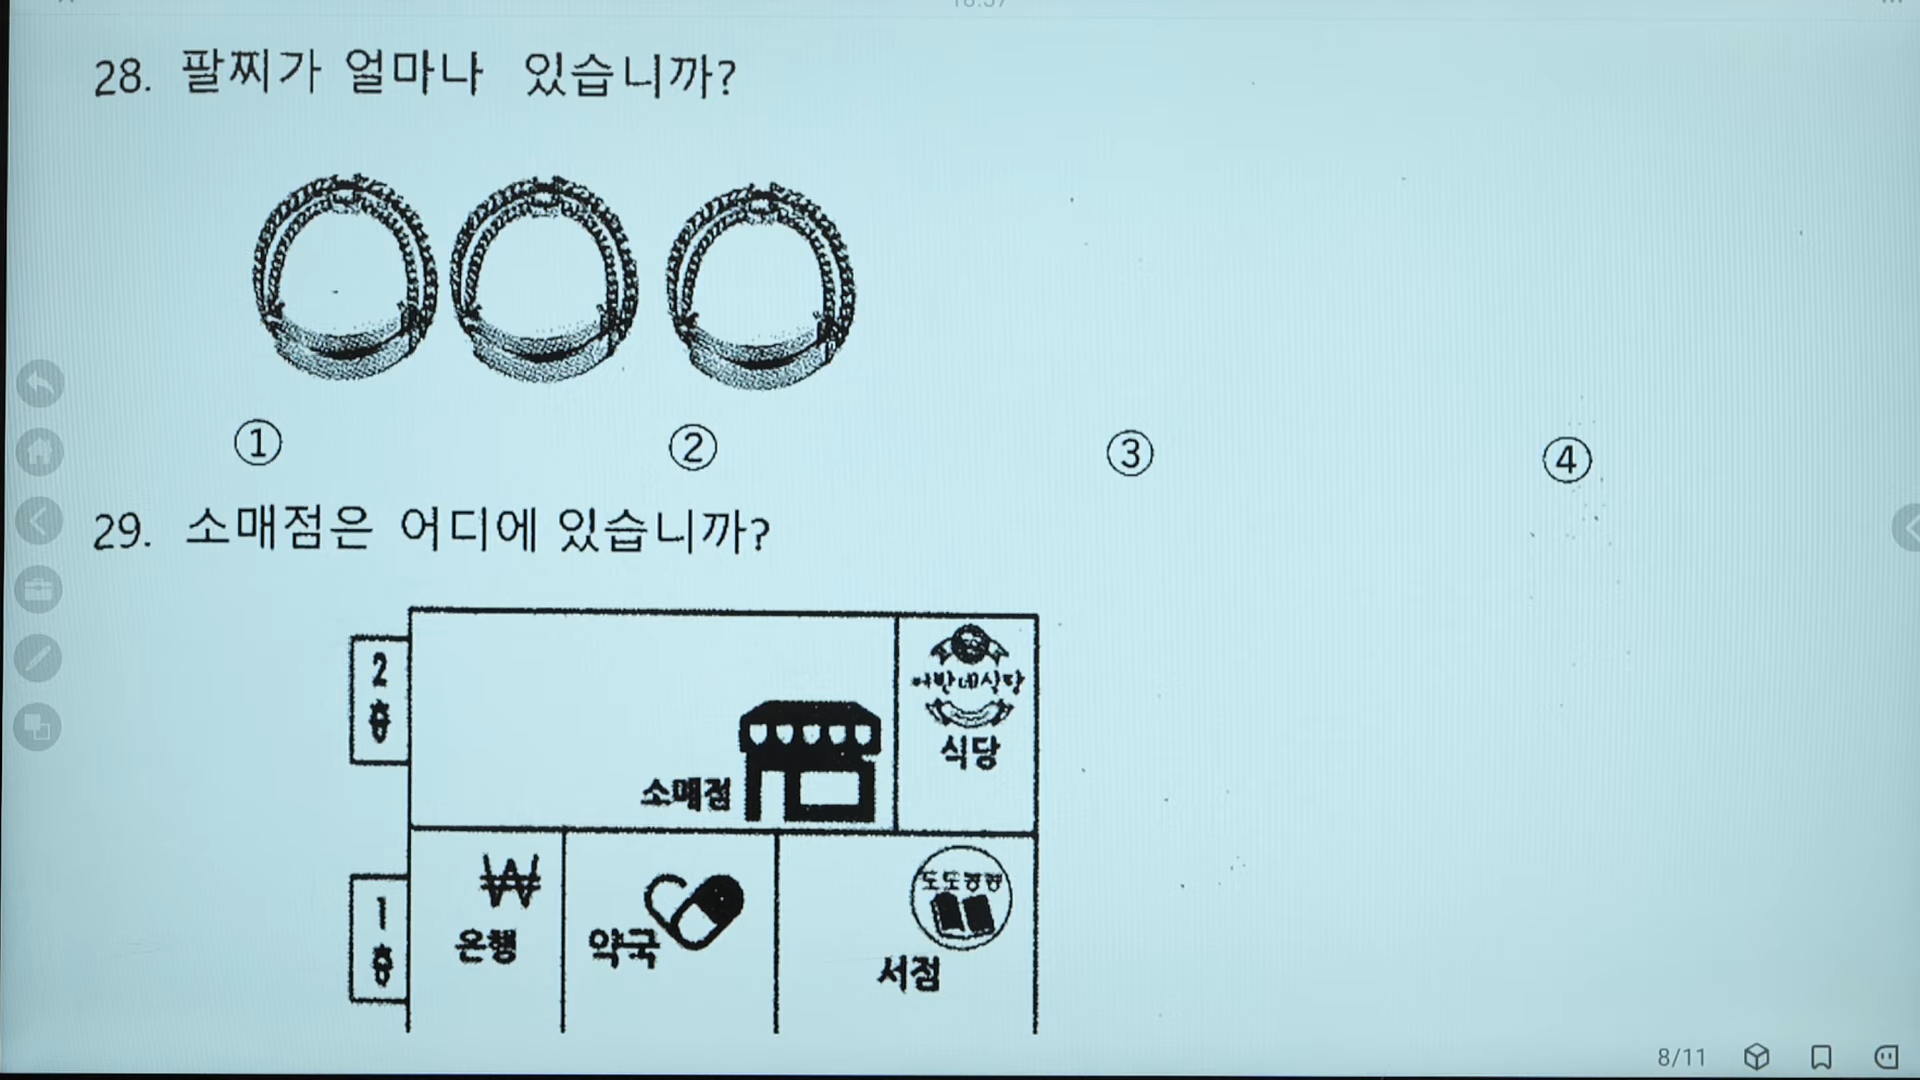 28. 팔찌가 얼마나 있습니까?
① ② ③ ④
29. 소매점은 어디에 있습니까?
2층
식당
소매점
1층
은행
약국
서점
8/11